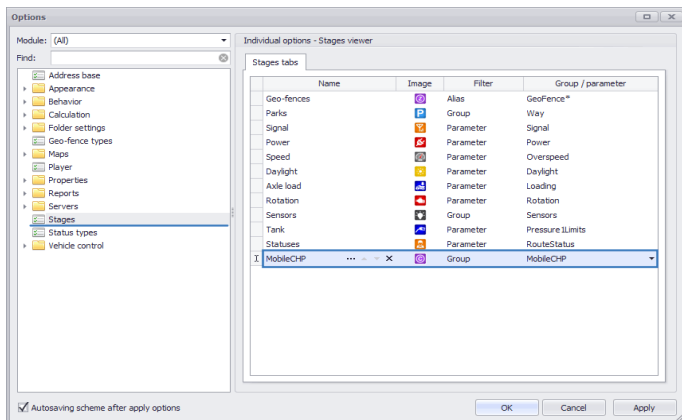 Options
Module: (All)
Find:
Address base
Appearance
Behavior
Calculation
Folder settings
Geo-fence types
Maps
Player
Properties
Reports
Servers
Stages
Status types
Vehicle control
Autosaving scheme after apply options
Individual options - Stages viewer
Stages tabs
Name Image Filter Group / parameter
Geo-fences Alias GeoFence*
Parks P Group Way
Signal Parameter Signal
Power Parameter Power
Speed Parameter Overspeed
Daylight Parameter Daylight
Axle load Parameter Loading
Rotation Parameter Rotation
Sensors Group Sensors
Tank Parameter Pressure1Limits
Statuses Parameter RouteStatus
MobileCHP ... Group MobileCHP
OK Cancel Apply